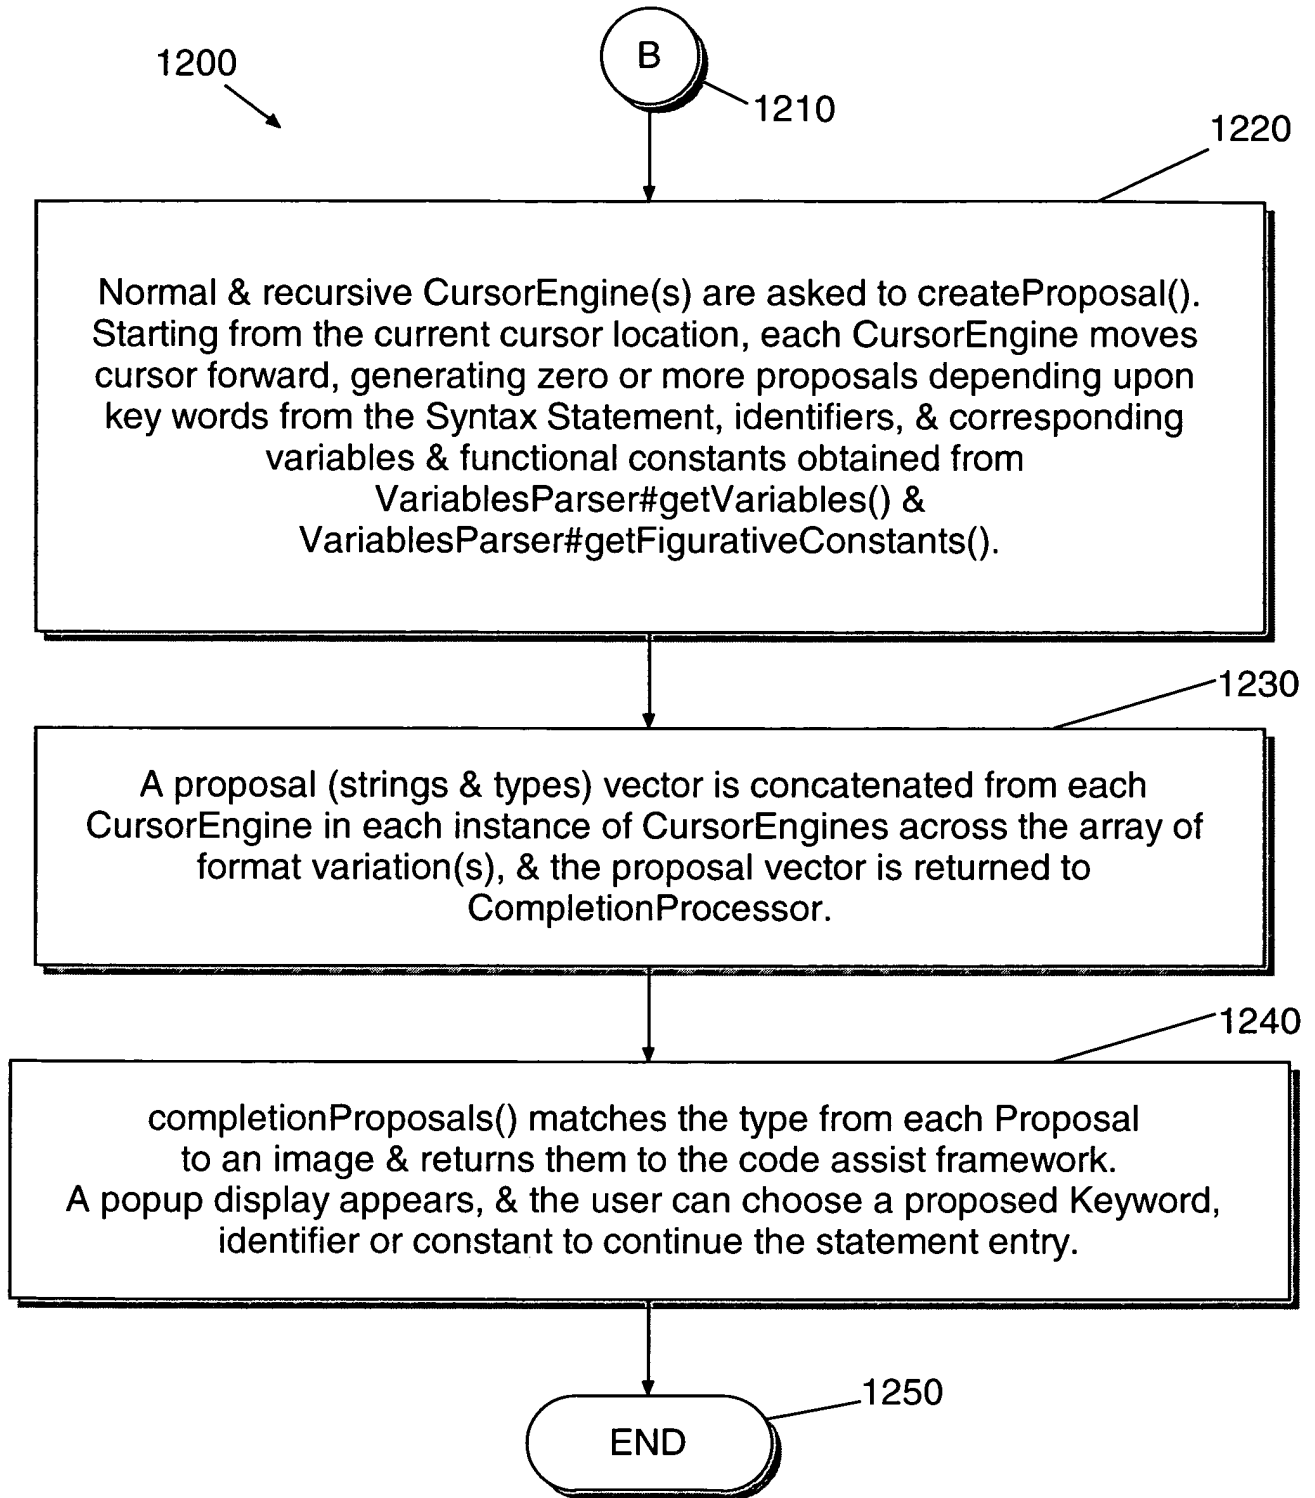 B
1200
1210
1220
Normal & recursive CursorEngine(s) are asked to createProposal().
Starting from the current cursor location, each CursorEngine moves
cursor forward, generating zero or more proposals depending upon
key words from the Syntax Statement, identifiers, & corresponding
variables & functional constants obtained from
VariablesParser#getVariables() &
VariablesParser#getFigurativeConstants().
1230
A proposal (strings & types) vector is concatenated from each
CursorEngine in each instance of CursorEngines across the array of
format variation(s), & the proposal vector is returned to
CompletionProcessor.
1240
completionProposals() matches the type from each Proposal
to an image & returns them to the code assist framework.
A popup display appears, & the user can choose a proposed Keyword,
identifier or constant to continue the statement entry.
1250
END